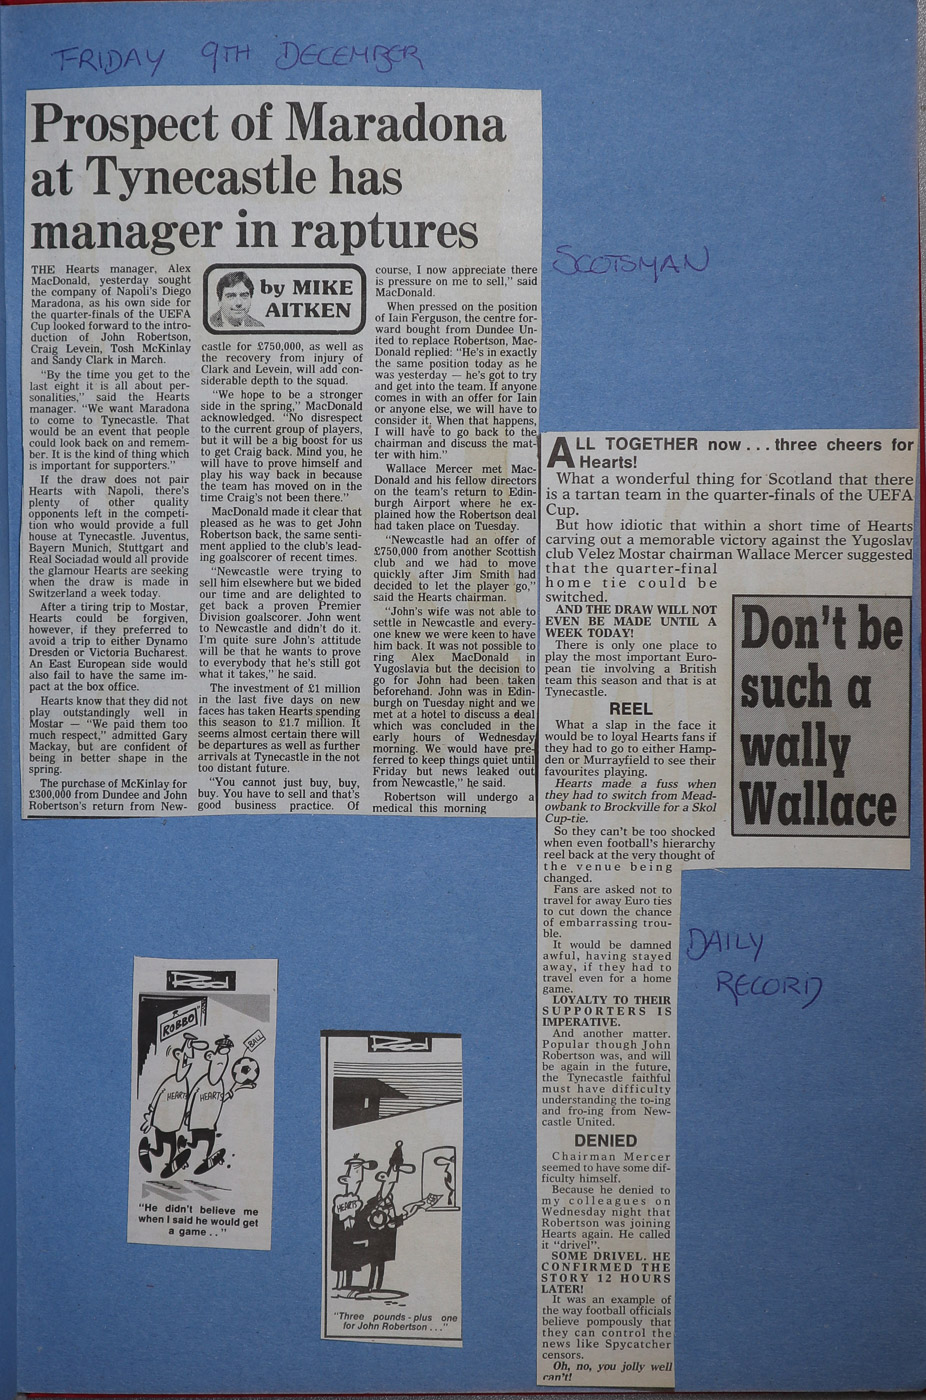 FRIDAY 9TH DECEMBER
Prospect of Maradona
at Tynecastle has
manager in raptures
THE Hearts manager, Alex
MacDonald, yesterday sought
the company of Napoli's Diego
Maradona, as his own side for
the quarter-finals of the UEFA
Cup looked forward to the intro-
duction of John Robertson,
Craig Levein, Tosh McKinlay
and Sandy Clark in March.
"By the time you get to the
last eight it is all about per-
sonalities," said the Hearts
manager. "We want Maradona
to come to Tynecastle. That
would be an event that people
could look back on and remem-
ber. It is the kind of thing which
is important for supporters."
If the draw does not pair
Hearts with Napoli, there's
plenty of other quality
opponents left in the competi-
tion who would provide a full
house at Tynecastle. Juventus,
Bayern Munich, Stuttgart and
Real Sociadad would all provide
the glamour Hearts are seeking
when the draw is made in
Switzerland a week today.
After a tiring trip to Mostar,
Hearts could be forgiven,
however, if they preferred to
avoid a trip to either Dynamo
Dresden or Victoria Bucharest.
An East European side would
also fail to have the same im-
pact at the box office.
Hearts know that they did not
play outstandingly well in
Mostar — "We paid them too
much respect," admitted Gary
Mackay, but are confident of
being in better shape in the
spring.
The purchase of McKinlay for
£300,000 from Dundee and John
Robertson's return from New-
by MIKE
AITKEN
castle for £750,000, as well as
the recovery from injury of
Clark and Levein, will add con-
siderable depth to the squad.
"We hope to be a stronger
side in the spring," MacDonald
acknowledged. "No disrespect
to the current group of players,
but it will be a big boost for us
to get Craig back. Mind you, he
will have to prove himself and
play his way back in because
the team has moved on in the
time Craig's not been there."
MacDonald made it clear that
pleased as he was to get John
Robertson back, the same senti-
ment applied to the club's lead-
ing goalscorer of recent times.
"Newcastle were trying to
sell him elsewhere but we bided
our time and are delighted to
get back a proven Premier
Division goalscorer. John went
to Newcastle and didn't do it.
I'm quite sure John's attitude
will be that he wants to prove
to everybody that he's still got
what it takes," he said.
The investment of £1 million
in the last five days on new
faces has taken Hearts spending
this season to £1.7 million. It
seems almost certain there will
be departures as well as further
arrivals at Tynecastle in the not
too distant future.
"You cannot just buy, buy,
buy. You have to sell and that's
good business practice. Of
course, I now appreciate there
is pressure on me to sell," said
MacDonald.
When pressed on the position
of Iain Ferguson, the centre for-
ward bought from Dundee Un-
ited to replace Robertson, Mac-
Donald replied: "He's in exactly
the same position today as he
was yesterday — he's got to try
and get into the team. If anyone
comes in with an offer for Iain
or anyone else, we will have to
consider it. When that happens,
I will have to go back to the
chairman and discuss the mat-
ter with him."
Wallace Mercer met Mac-
Donald and his fellow directors
on the team's return to Edin-
burgh Airport where he ex-
plained how the Robertson deal
had taken place on Tuesday.
"Newcastle had an offer of
£750,000 from another Scottish
club and we had to move
quickly after Jim Smith had
decided to let the player go,"
said the Hearts chairman.
"John's wife was not able to
settle in Newcastle and every-
one knew we were keen to have
him back. It was not possible to
ring Alex MacDonald in
Yugoslavia but the decision to
go for John had been taken
beforehand. John was in Edin-
burgh on Tuesday night and we
met at a hotel to discuss a deal
which was concluded in the
early hours of Wednesday
morning. We would have pre-
ferred to keep things quiet until
Friday but news leaked out
from Newcastle," he said.
Robertson will undergo a
medical this morning
SCOTSMAN
ALL TOGETHER now . . . three cheers for
Hearts!
What a wonderful thing for Scotland that there
is a tartan team in the quarter-finals of the UEFA
Cup.
But how idiotic that within a short time of Hearts
carving out a memorable victory against the Yugoslav
club Velez Mostar chairman Wallace Mercer suggested
that the quarter-final
home tie could be
switched.
AND THE DRAW WILL NOT
EVEN BE MADE UNTIL A
WEEK TODAY!
There is only one place to
play the most important Euro-
pean tie involving a British
team this season and that is at
Tynecastle.
REEL
What a slap in the face it
would be to loyal Hearts fans if
they had to go to either Hamp-
den or Murrayfield to see their
favourites playing.
Hearts made a fuss when
they had to switch from Mead-
owbank to Brockville for a Skol
Cup-tie.
So they can't be too shocked
when even football's hierarchy
reel back at the very thought of
the venue being
changed.
Fans are asked not to
travel for away Euro ties
to cut down the chance
of embarrassing trou-
ble.
It would be damned
awful, having stayed
away, if they had to
travel even for a home
game.
LOYALTY TO THEIR
SUPPORTERS IS
IMPERATIVE.
And another matter.
Popular though John
Robertson was, and will
be again in the future,
the Tynecastle faithful
must have difficulty
understanding the to-ing
and fro-ing from New-
castle United.
DENIED
Chairman Mercer
seemed to have some dif-
ficulty himself.
Because he denied to
my colleagues on
Wednesday night that
Robertson was joining
Hearts again. He called
it "drivel".
SOME DRIVEL. HE
CONFIRMED THE
STORY 12 HOURS
LATER!
It was an example of
the way football officials
believe pompously that
they can control the
news like Spycatcher
censors.
Oh, no, you jolly well
can't!
Don't be
such a
wally
Wallace
DAILY
RECORD
Rod
ROBBO
BALL
HEARTS
HEARTS
"He didn't believe me
when I said he would get
a game . . "
Rod
HEARTS
"Three pounds - plus one
for John Robertson . . ."